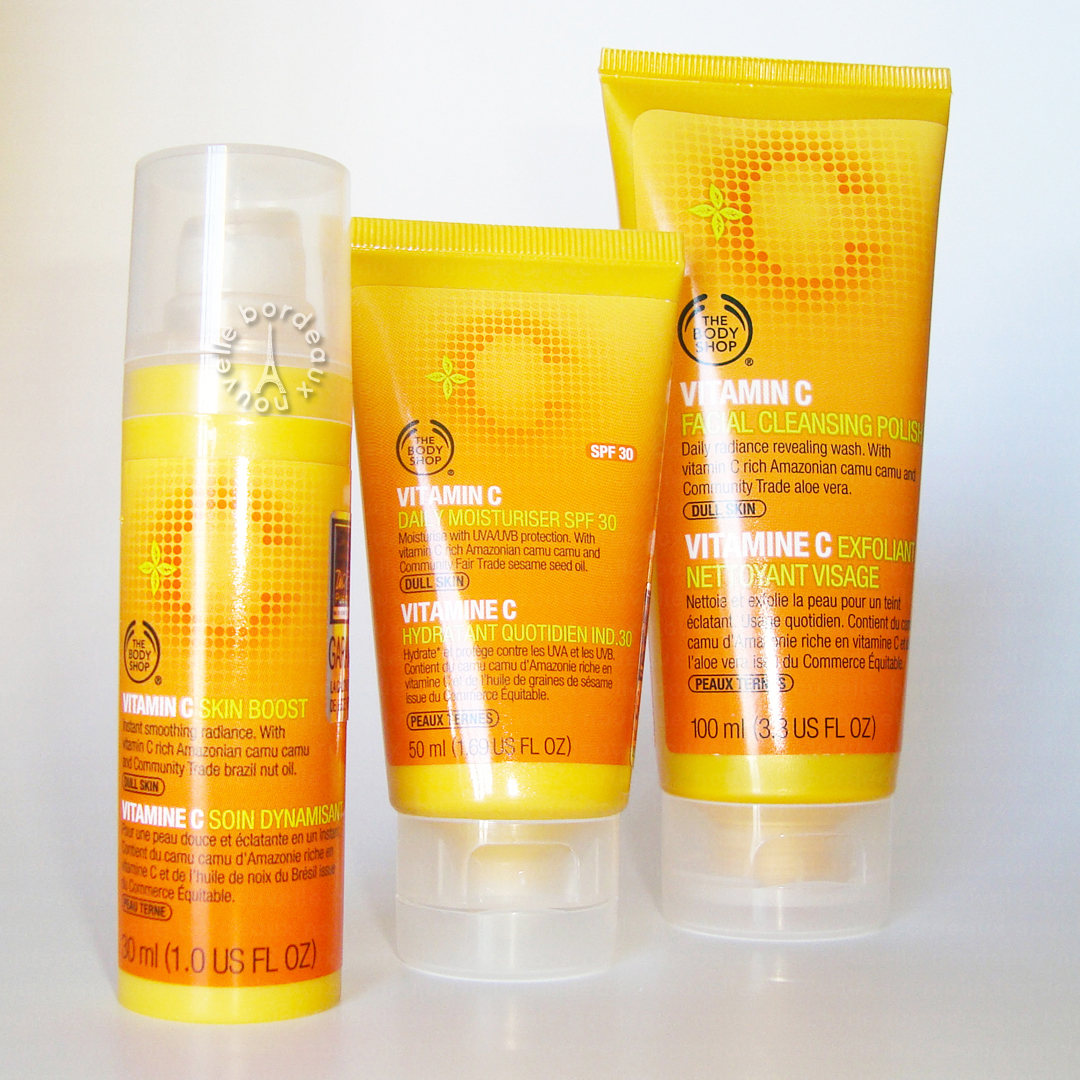 nouvelle bordeaux
THE
BODY
SHOP
®
VITAMIN C SKIN BOOST
Instant smoothing radiance. With
vitamin C rich Amazonian camu camu
and Community Trade brazil nut oil.
DULL SKIN
VITAMINE C SOIN DYNAMISANT
Pour une peau douce et éclatante en un instant.
Contient du camu camu d'Amazonie riche en
vitamine C et de l'huile de noix du Brésil issue
du Commerce Équitable.
PEAU TERNE
30 ml (1.0 US FL OZ)
C
THE
BODY
SHOP
®
SPF 30
VITAMIN C
DAILY MOISTURISER SPF 30
Moisturise with UVA/UVB protection. With
vitamin C rich Amazonian camu camu and
Community Fair Trade sesame seed oil.
DULL SKIN
VITAMINE C
HYDRATANT QUOTIDIEN IND.30
Hydrate* et protège contre les UVA et les UVB.
Contient du camu camu d'Amazonie riche en
vitamine C et de l'huile de graines de sésame
issue du Commerce Équitable.
PEAUX TERNES
50 ml (1.69 US FL OZ)
C
THE
BODY
SHOP
®
VITAMIN C
FACIAL CLEANSING POLISH
Daily radiance revealing wash. With
vitamin C rich Amazonian camu camu and
Community Trade aloe vera.
DULL SKIN
VITAMINE C EXFOLIANT
NETTOYANT VISAGE
Nettoie et exfolie la peau pour un teint
éclatant. Usage quotidien. Contient du
camu d'Amazonie riche en vitamine C et
l'aloe vera issu du Commerce Équitable.
PEAUX TERNES
100 ml (3.3 US FL OZ)